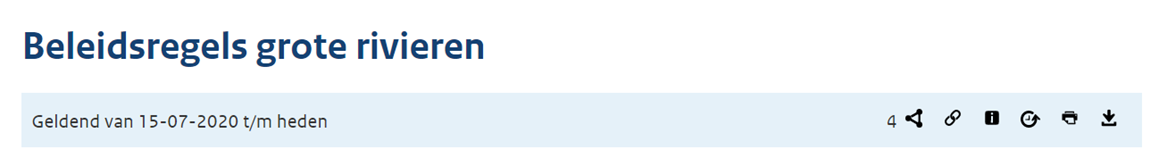 Beleidsregels grote rivieren
Geldend van 15-07-2020 t/m heden
4